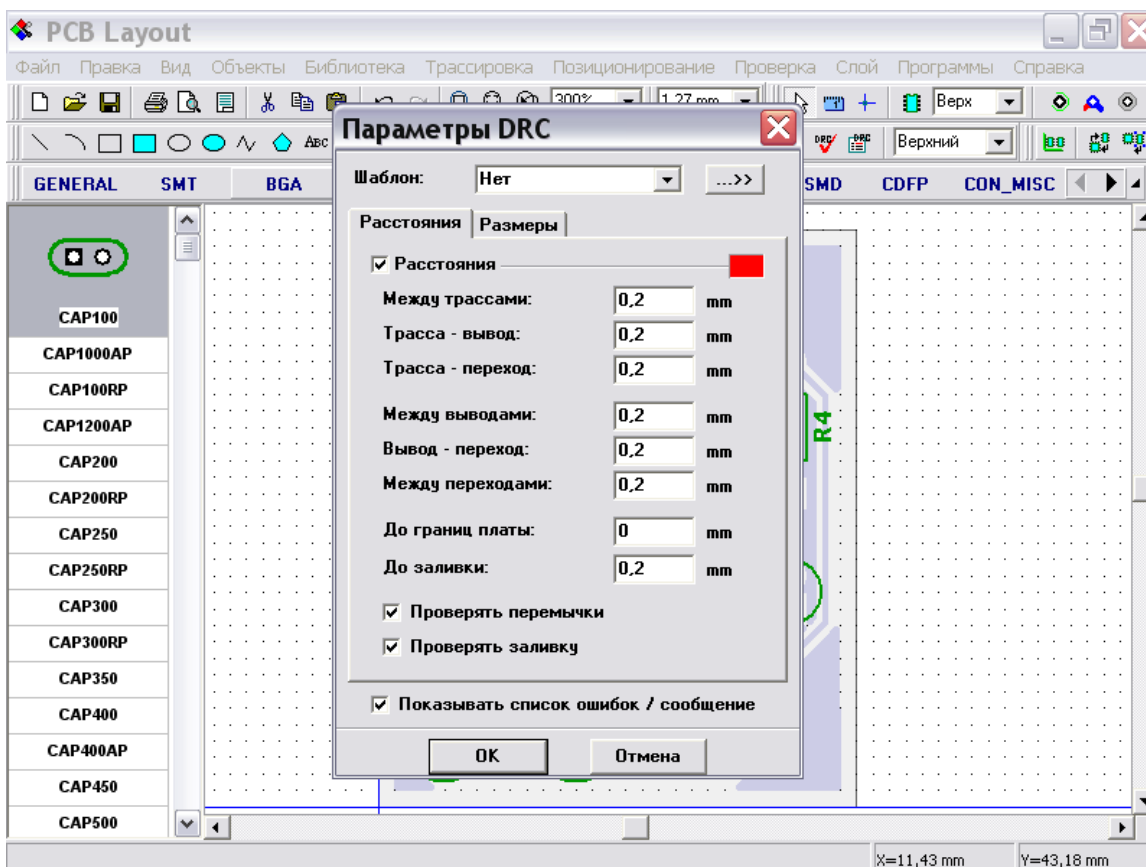 PCB Layout
Файл Правка Вид Объекты Библиотека Трассировка Позиционирование Проверка Слой Программы Справка
300% 1.27 mm Верх
ABC DRC DRC Верхний
GENERAL SMT BGA SMD CDFP CON_MISC
Параметры DRC
Шаблон: Нет ...>>
Расстояния Размеры
Расстояния
Между трассами: 0,2 mm
Трасса - вывод: 0,2 mm
Трасса - переход: 0,2 mm
Между выводами: 0,2 mm
Вывод - переход: 0,2 mm
Между переходами: 0,2 mm
До границ платы: 0 mm
До заливки: 0,2 mm
Проверять перемычки
Проверять заливку
Показывать список ошибок / сообщение
OK Отмена
CAP100
CAP1000AP
CAP100RP
CAP1200AP
CAP200
CAP200RP
CAP250
CAP250RP
CAP300
CAP300RP
CAP350
CAP400
CAP400AP
CAP450
CAP500
R4
X=11,43 mm Y=43,18 mm